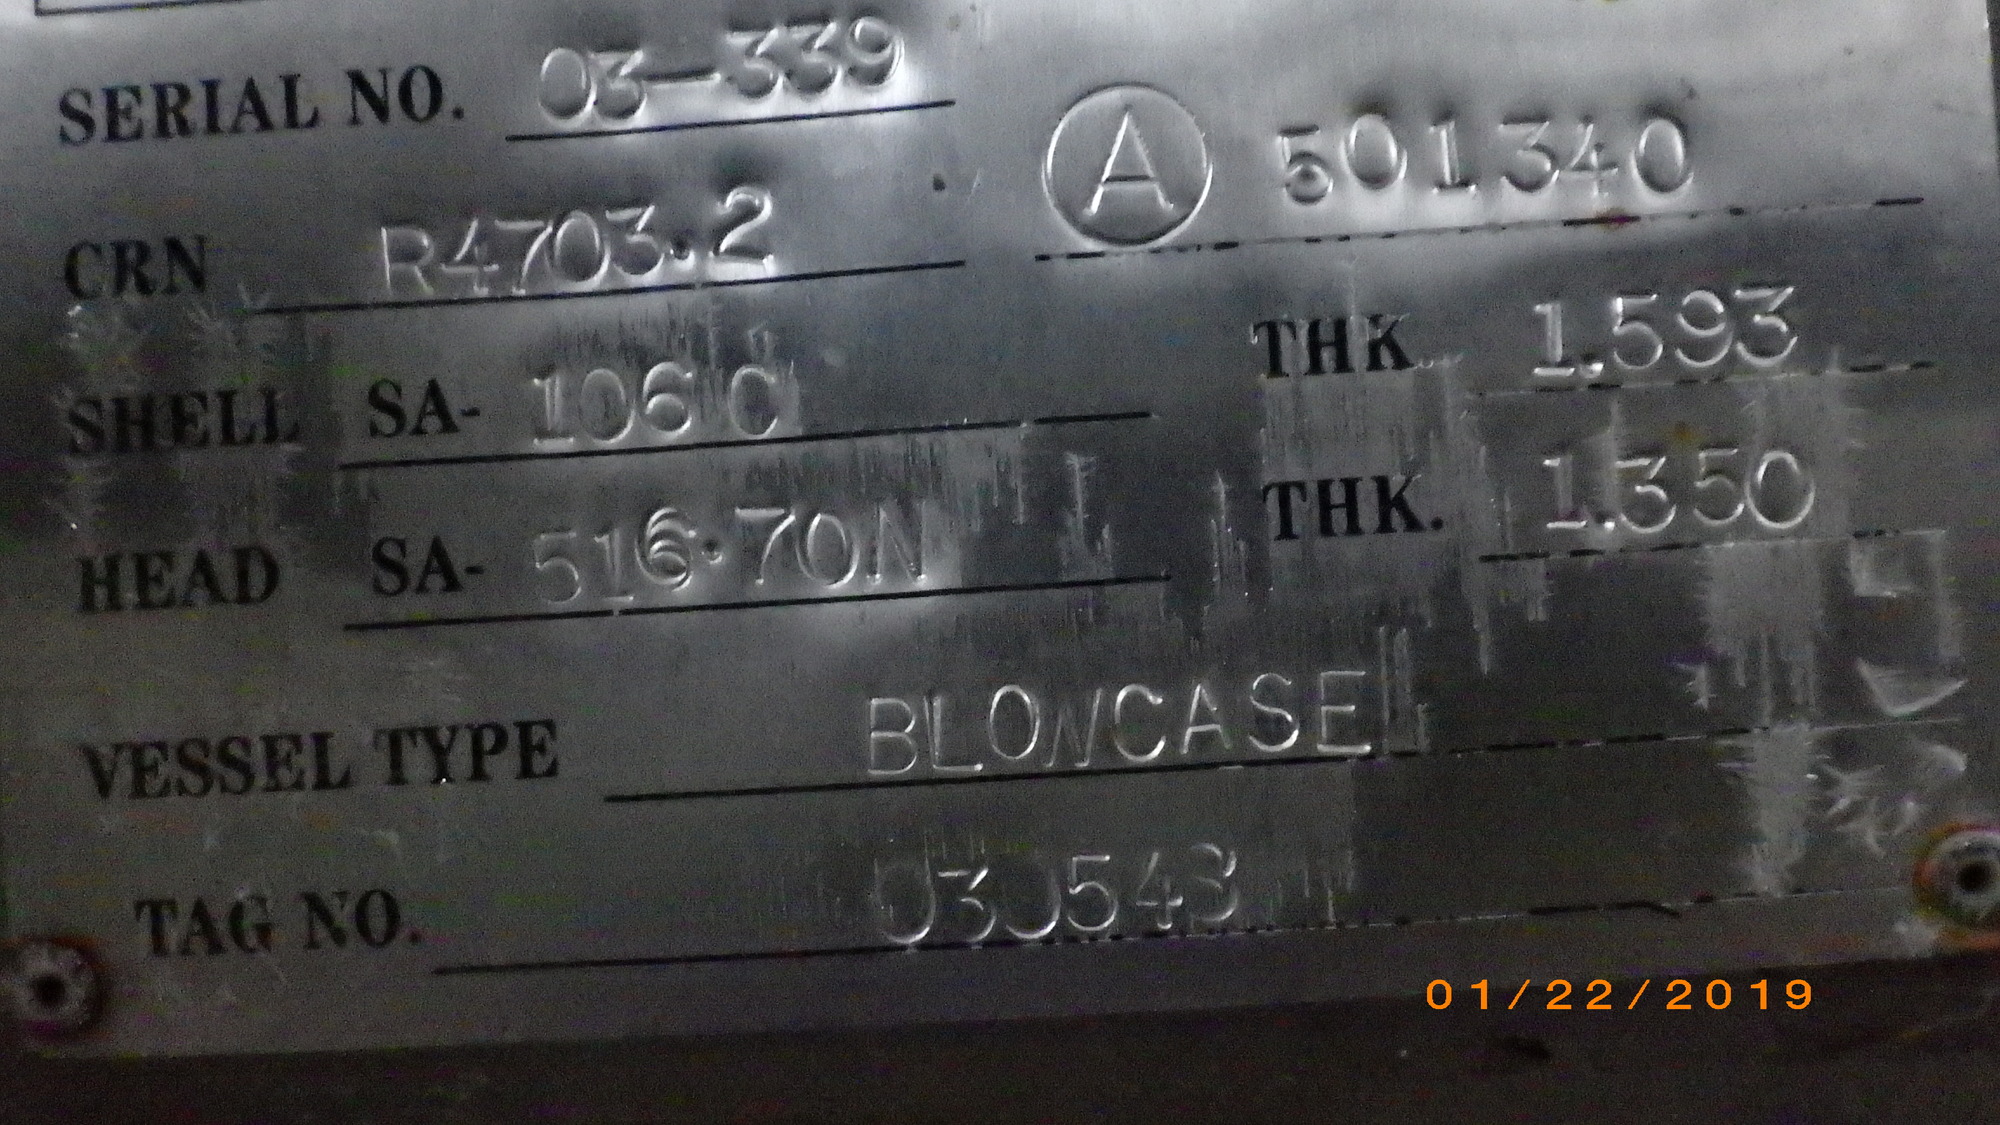 SERIAL NO. 03-339
Ⓐ 501340
CRN R4703.2
SHELL SA- 106C THK. 1.593
HEAD SA- 516.70N THK. 1.350
VESSEL TYPE BLOWCASE
TAG NO. 030543
01/22/2019